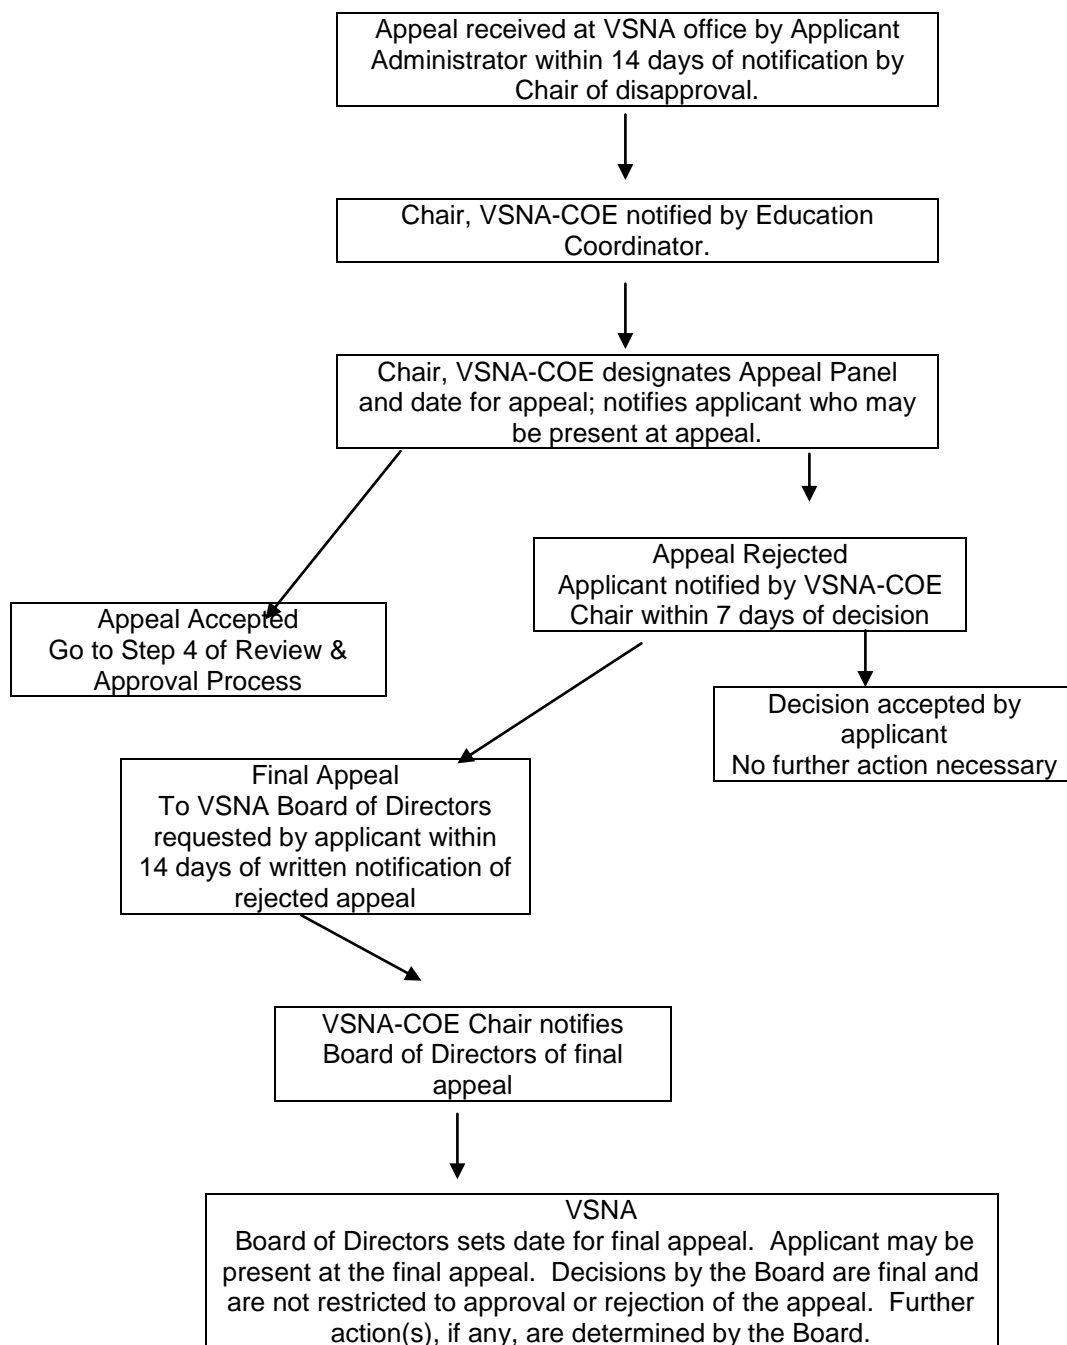 Appeal received at VSNA office by Applicant
Administrator within 14 days of notification by
Chair of disapproval.
Chair, VSNA-COE notified by Education
Coordinator.
Chair, VSNA-COE designates Appeal Panel
and date for appeal; notifies applicant who may
be present at appeal.
Appeal Rejected
Applicant notified by VSNA-COE
Chair within 7 days of decision
Appeal Accepted
Go to Step 4 of Review &
Approval Process
Decision accepted by
applicant
No further action necessary
Final Appeal
To VSNA Board of Directors
requested by applicant within
14 days of written notification of
rejected appeal
VSNA-COE Chair notifies
Board of Directors of final
appeal
VSNA
Board of Directors sets date for final appeal.  Applicant may be
present at the final appeal.  Decisions by the Board are final and
are not restricted to approval or rejection of the appeal.  Further
action(s), if any, are determined by the Board.